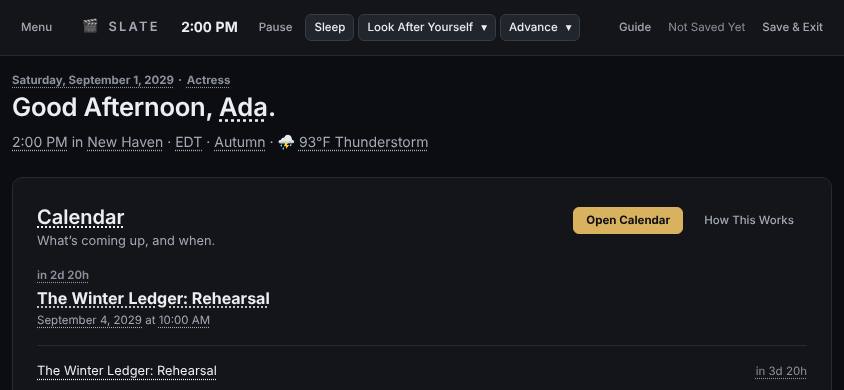 Menu 🎬 SLATE 2:00 PM Pause Sleep Look After Yourself ▾ Advance ▾ Guide Not Saved Yet Save & Exit
Saturday, September 1, 2029 · Actress
Good Afternoon, Ada.
2:00 PM in New Haven · EDT · Autumn · ⛈️ 93°F Thunderstorm
Calendar
Open Calendar How This Works
What's coming up, and when.
in 2d 20h
The Winter Ledger: Rehearsal
September 4, 2029 at 10:00 AM
The Winter Ledger: Rehearsal in 3d 20h